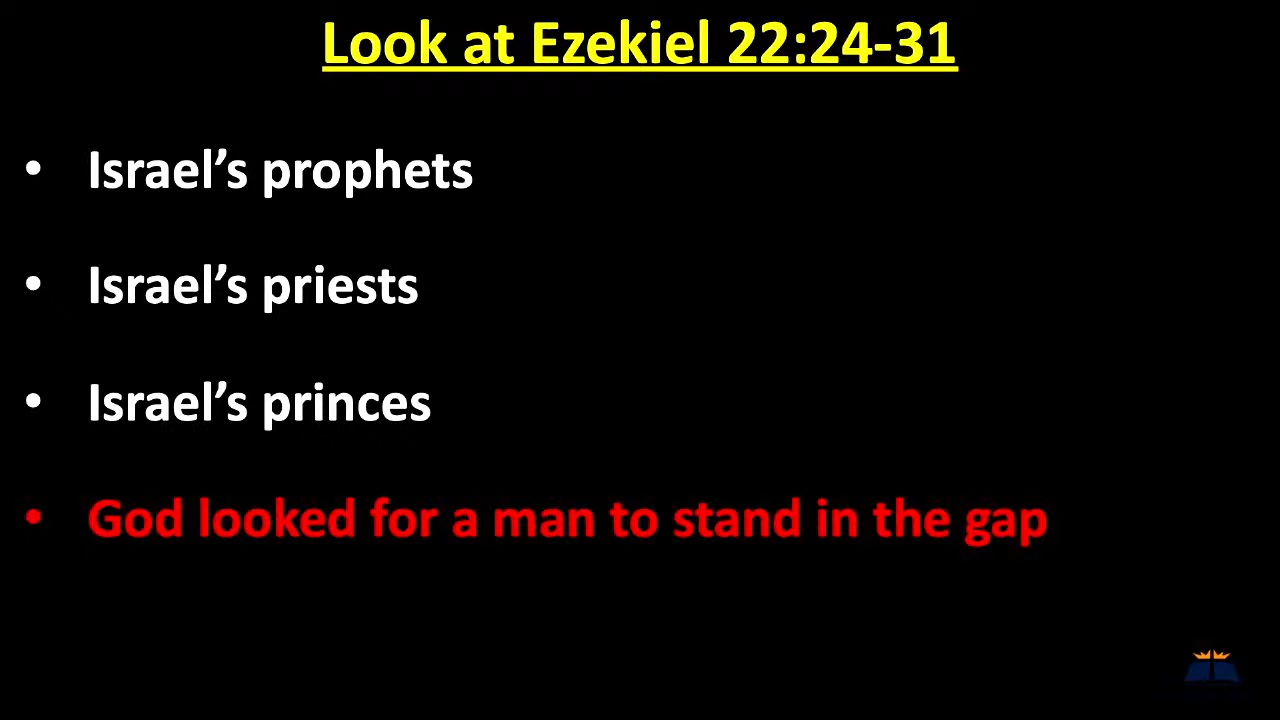 Look at Ezekiel 22:24-31
• Israel’s prophets
• Israel’s priests
• Israel’s princes
• God looked for a man to stand in the gap